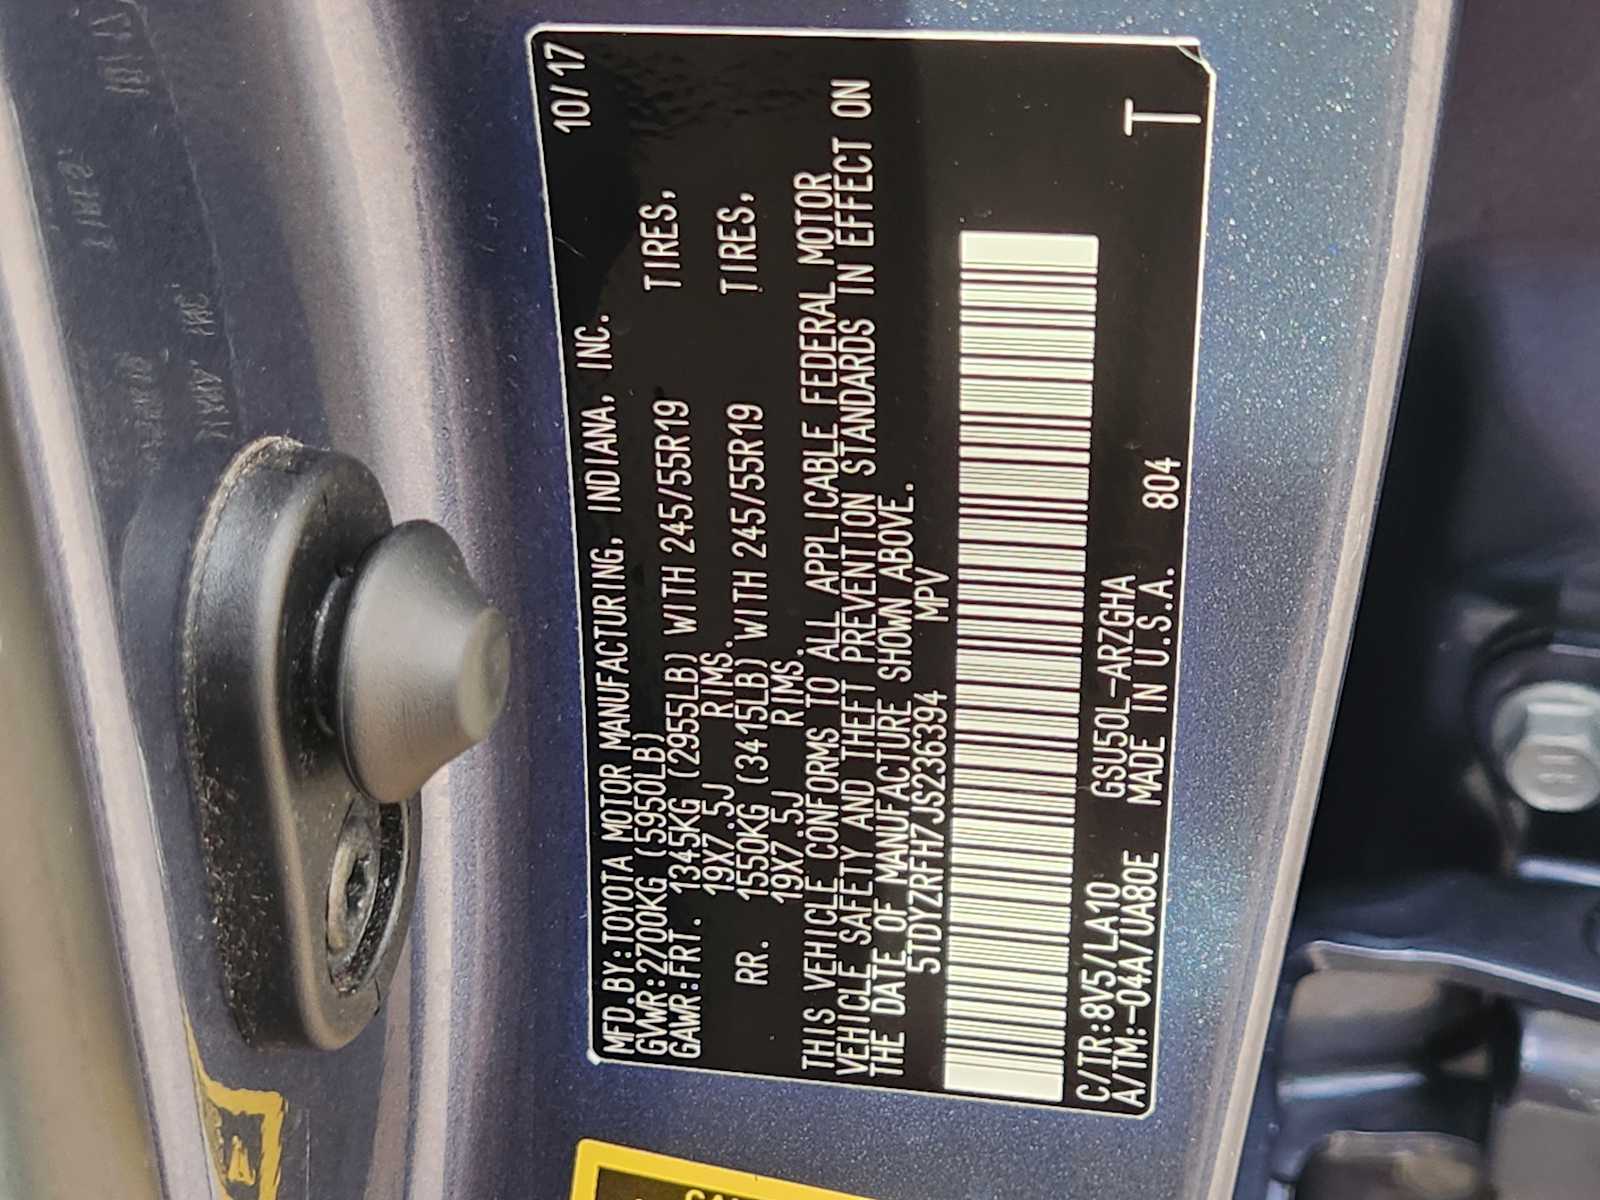 10/17
MFD.BY:TOYOTA MOTOR MANUFACTURING, INDIANA, INC.
GVWR:2700KG (5950LB)
GAWR:FRT. 1345KG (2955LB) WITH 245/55R19 TIRES,
19X7.5J RIMS.
RR. 1550KG (3415LB) WITH 245/55R19 TIRES,
19X7.5J RIMS.
THIS VEHICLE CONFORMS TO ALL APPLICABLE FEDERAL MOTOR
VEHICLE SAFETY AND THEFT PREVENTION STANDARDS IN EFFECT ON
THE DATE OF MANUFACTURE SHOWN ABOVE.
5TDYZRFH7JS236394 MPV
C/TR:8V5/LA10 GSU50L-ARZGHA
A/TM:-04A/UA80E MADE IN U.S.A. 804
T